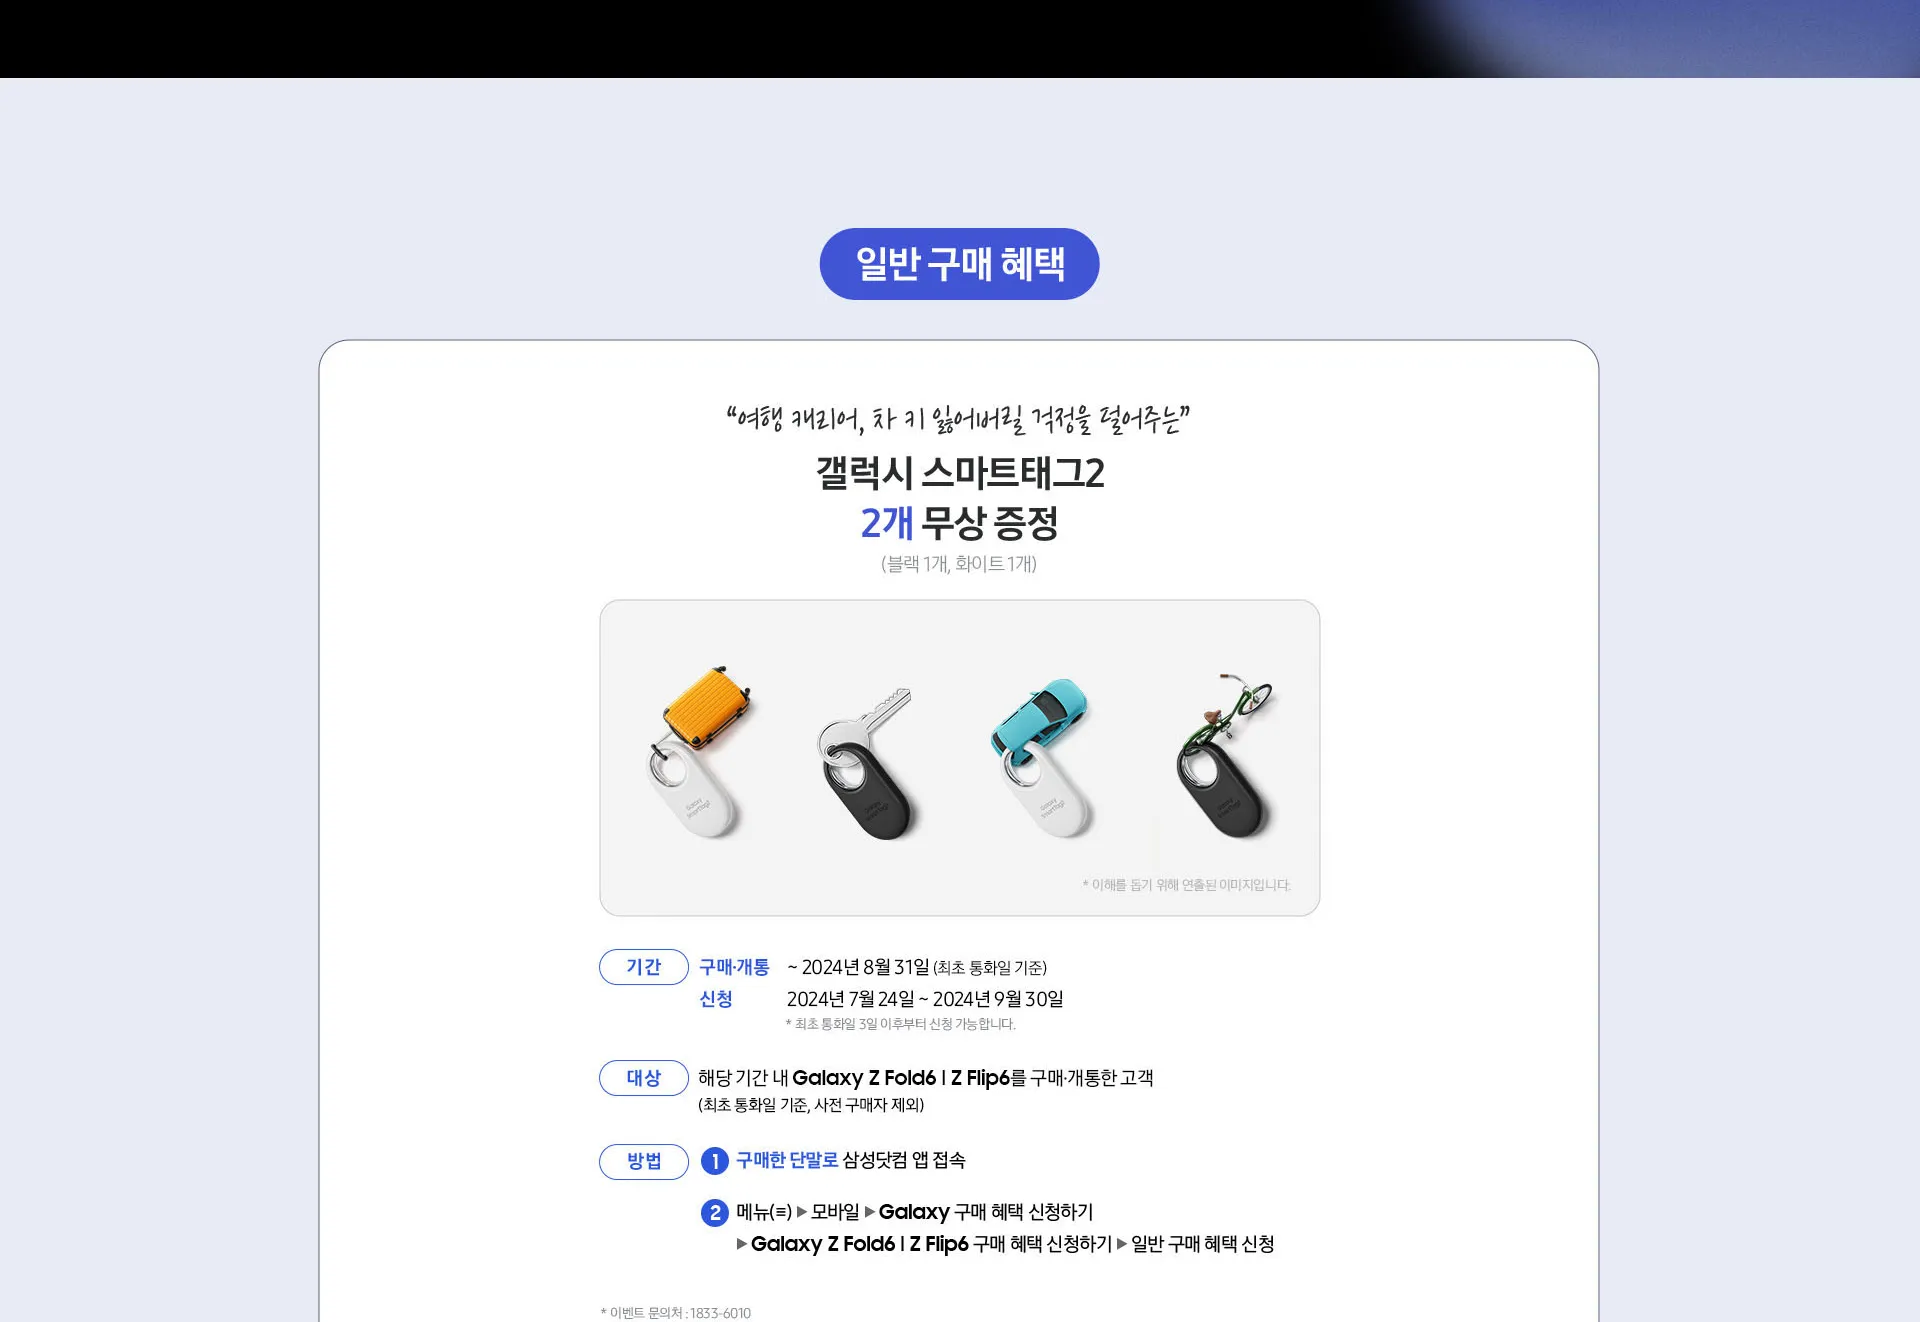 일반 구매 혜택
“여행 캐리어, 차 키 잃어버릴 걱정을 덜어주는”
갤럭시 스마트태그2
2개 무상 증정
(블랙 1개, 화이트 1개)
Galaxy
SmartTag2
Galaxy
SmartTag2
Galaxy
SmartTag2
Galaxy
SmartTag2
* 이해를 돕기 위해 연출된 이미지입니다.
기간 구매·개통 ~ 2024년 8월 31일 (최초 통화일 기준)
신청 2024년 7월 24일 ~ 2024년 9월 30일
* 최초 통화일 3일 이후부터 신청 가능합니다.
대상 해당 기간 내 Galaxy Z Fold6 | Z Flip6를 구매·개통한 고객
(최초 통화일 기준, 사전 구매자 제외)
방법 1 구매한 단말로 삼성닷컴 앱 접속
2 메뉴(≡) ▶ 모바일 ▶ Galaxy 구매 혜택 신청하기
▶ Galaxy Z Fold6 | Z Flip6 구매 혜택 신청하기 ▶ 일반 구매 혜택 신청
* 이벤트 문의처 : 1833-6010